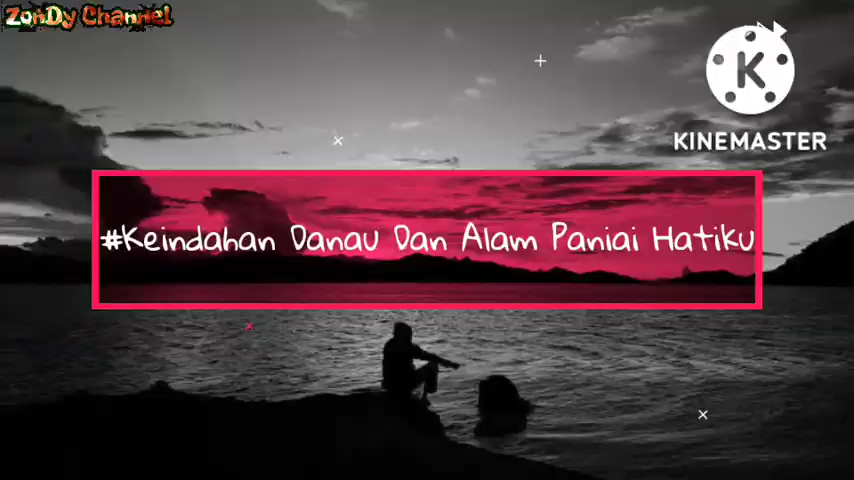 ZonDy Channel
K
KINEMASTER
#Keindahan Danau Dan Alam Paniai Hatiku